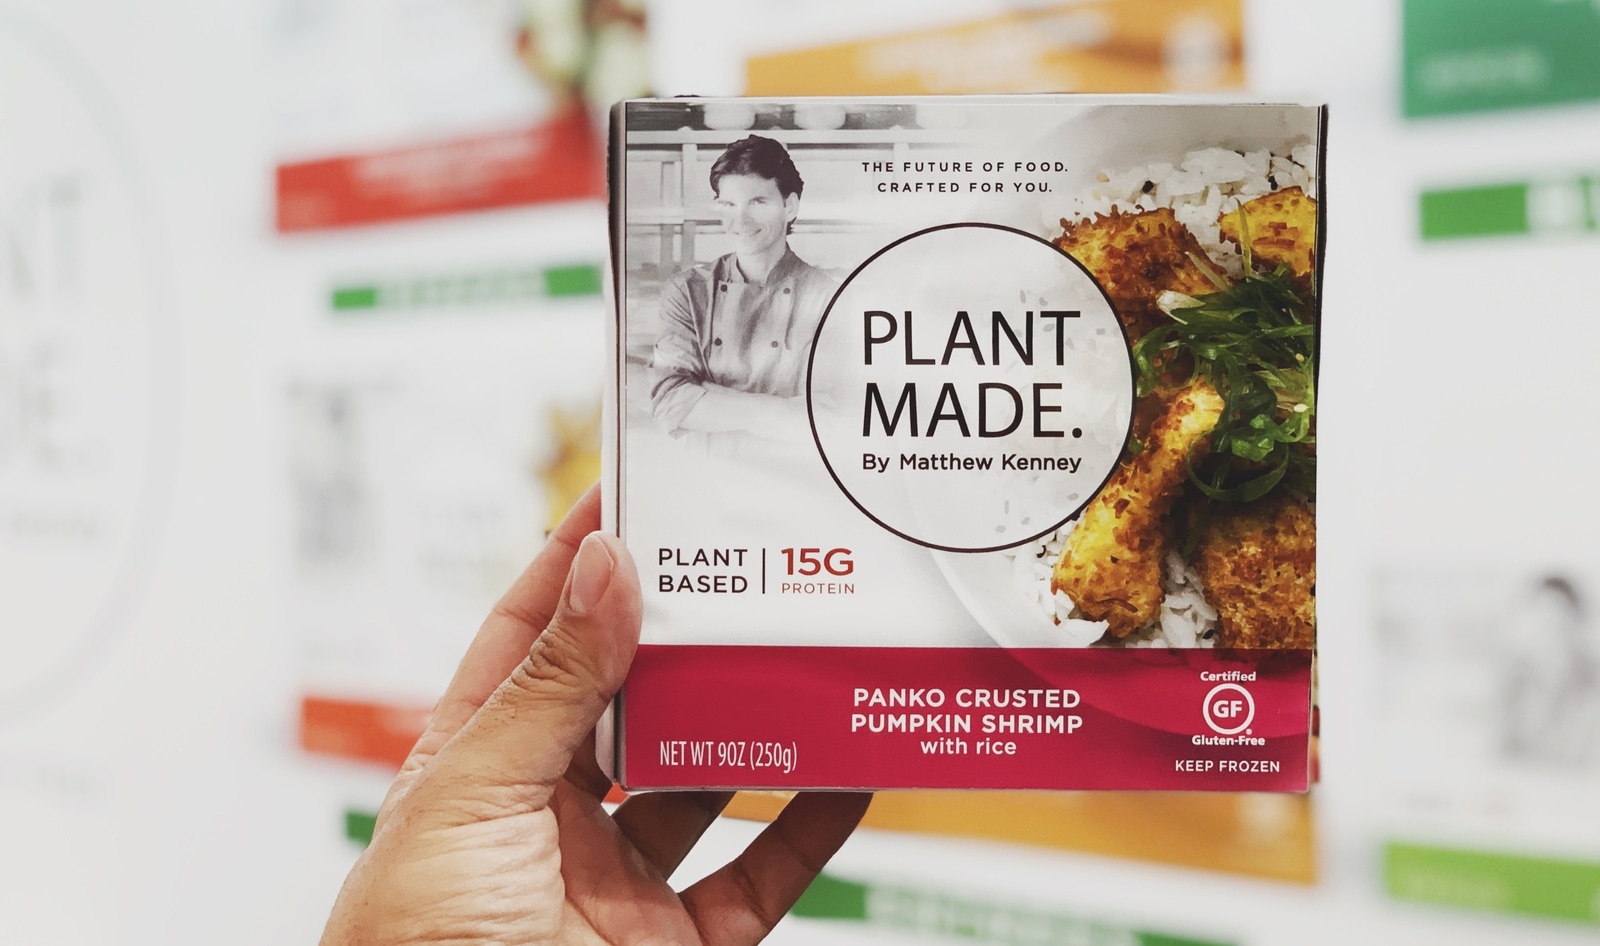 THE FUTURE OF FOOD.
CRAFTED FOR YOU.
PLANT
MADE.
By Matthew Kenney
PLANT
BASED
15G
PROTEIN
PANKO CRUSTED
PUMPKIN SHRIMP
with rice
NET WT 9OZ (250g)
Certified
GF
Gluten-Free
KEEP FROZEN